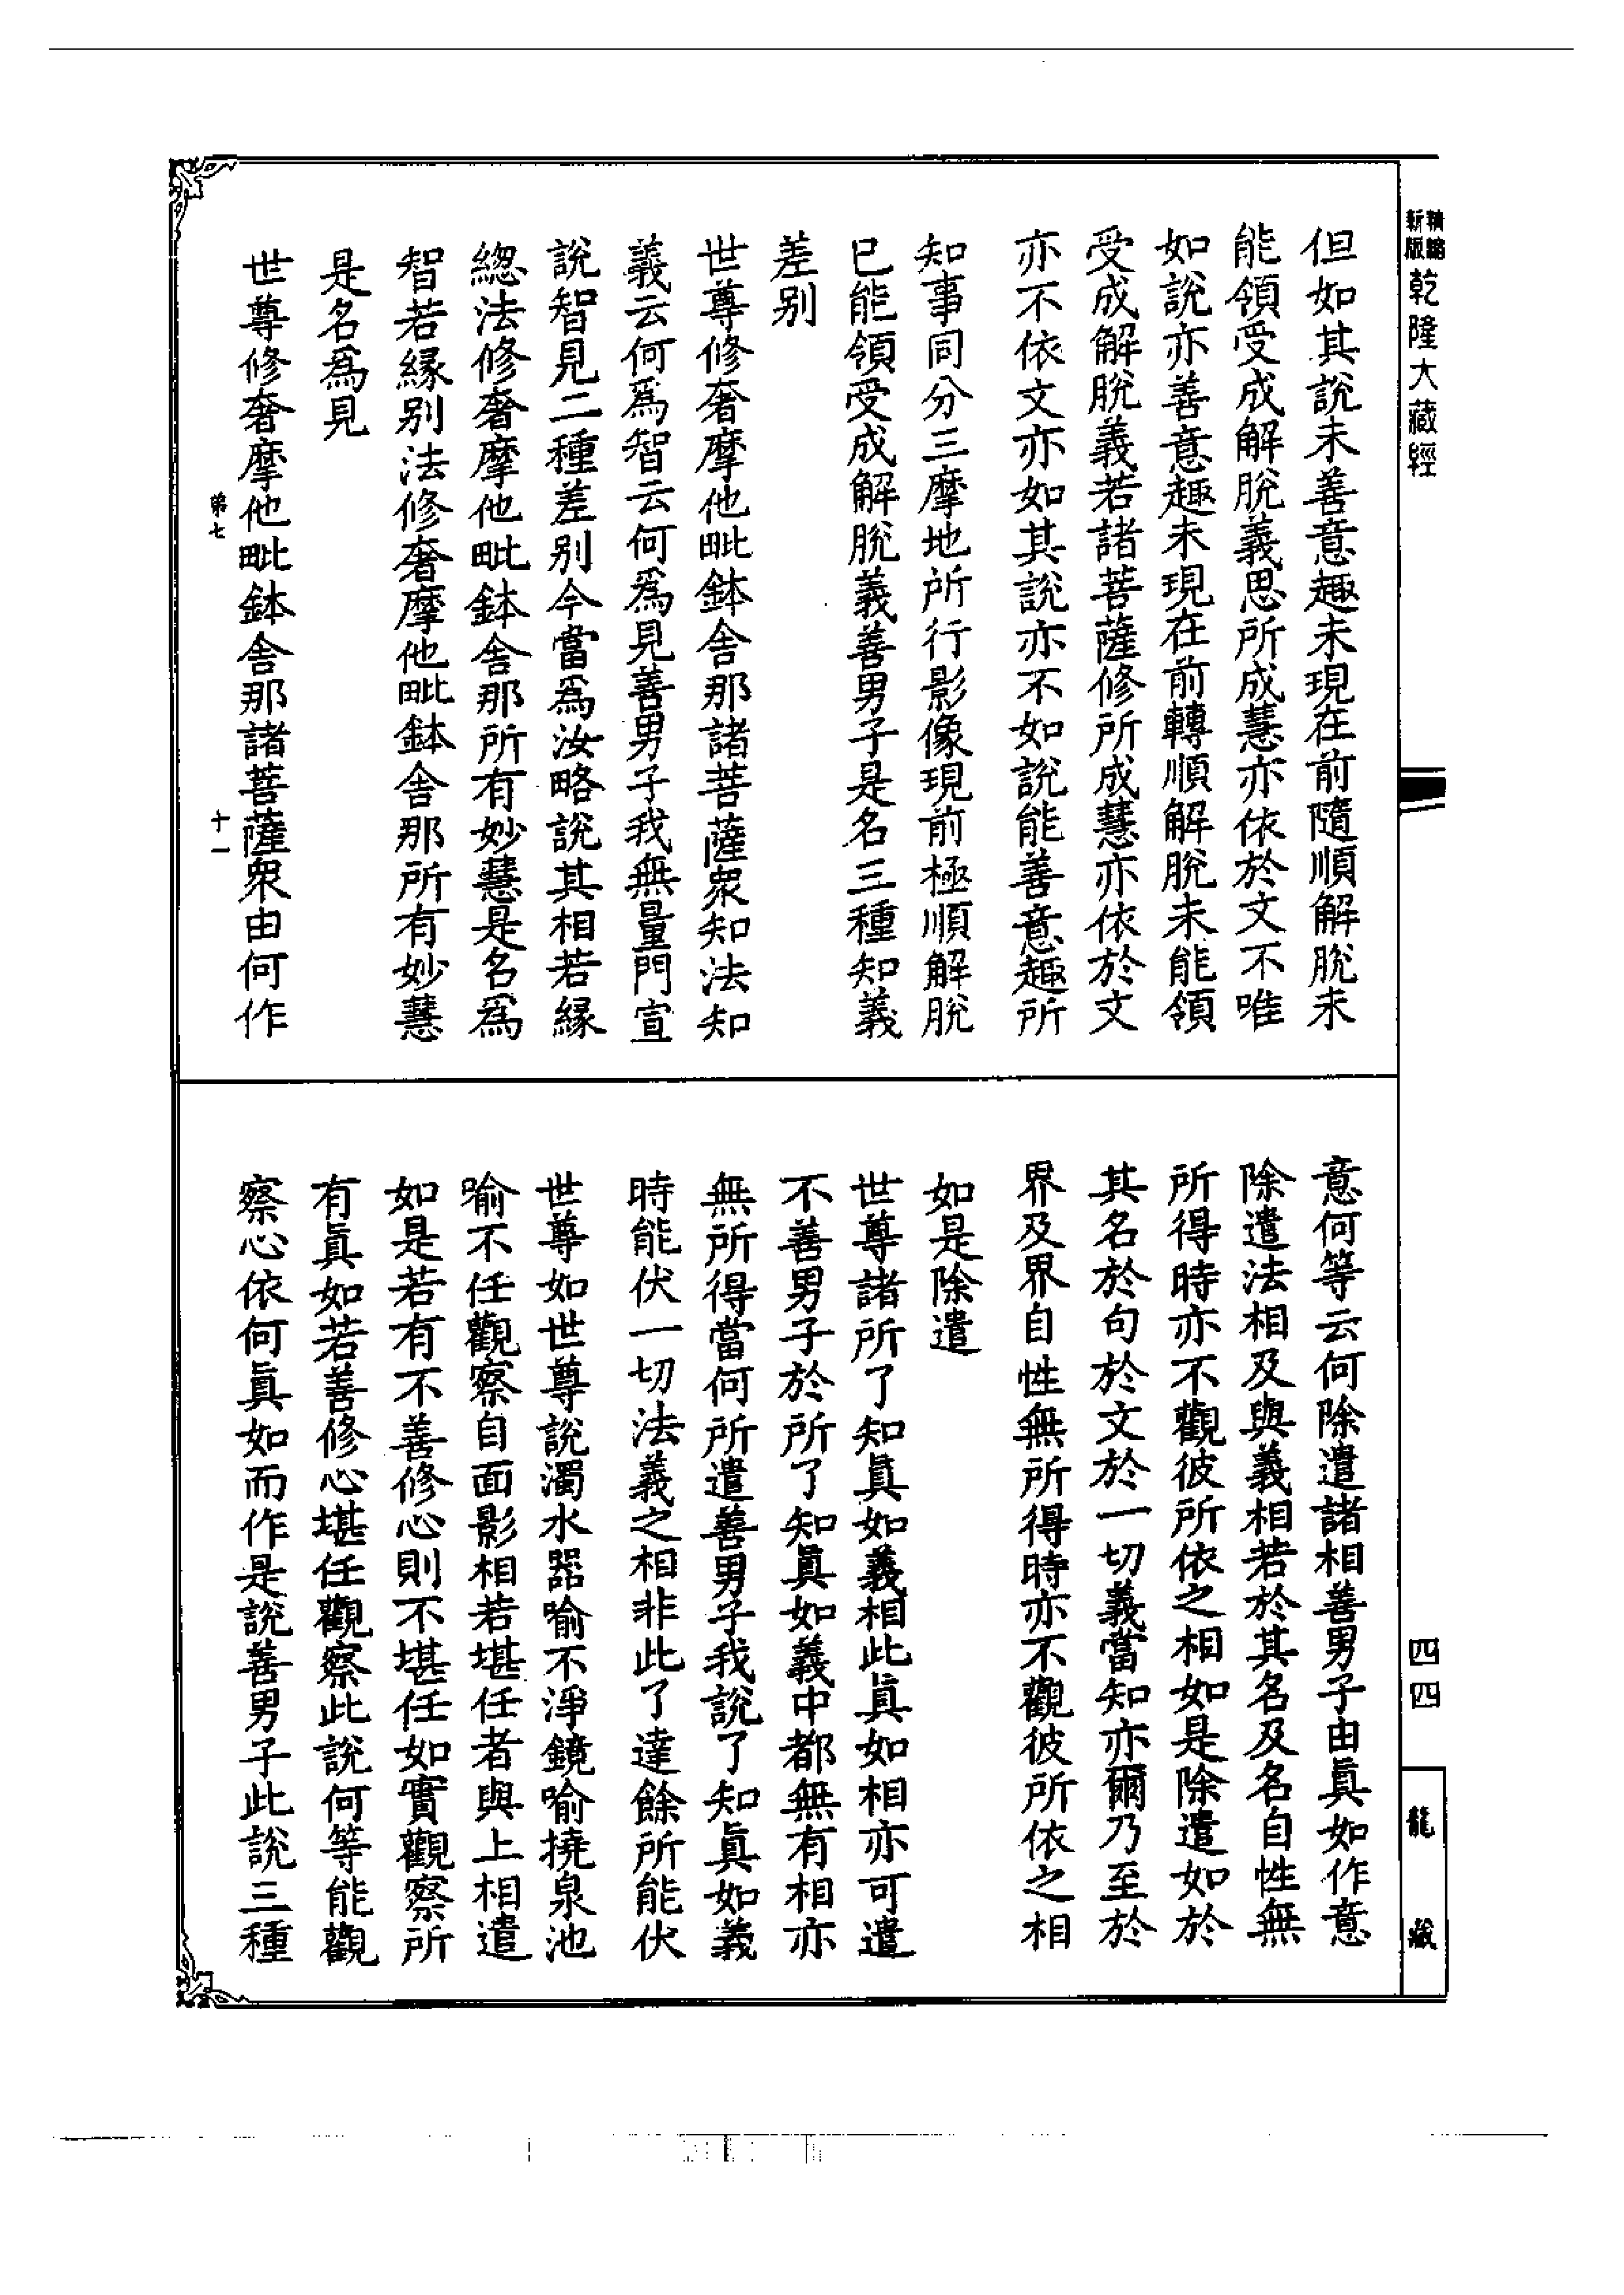 精縮
新版
乾隆大藏經
但如其說未善意趣未現在前隨順解脫未
能領受成解脫義思所成慧亦依於文不唯
如說亦善意趣未現在前轉順解脫未能領
受成解脫義若諸菩薩修所成慧亦依於文
亦不依文亦如其說亦不如說能善意趣所
知事同分三摩地所行影像現前極順解脫
已能領受成解脫義善男子是名三種知義
差別
世尊修奢摩他毗鉢舍那諸菩薩衆知法知
義云何爲智云何爲見善男子我無量門宣
說智見二種差別今當爲汝略說其相若緣
總法修奢摩他毗鉢舍那所有妙慧是名爲
智若緣別法修奢摩他毗鉢舍那所有妙慧
是名爲見
世尊修奢摩他毗鉢舍那諸菩薩衆由何作
第七
十一
四四
龍藏
意何等云何除遣諸相善男子由眞如作意
除遣法相及與義相若於其名及名自性無
所得時亦不觀彼所依之相如是除遣如於
其名於句於文於一切義當知亦爾乃至於
界及界自性無所得時亦不觀彼所依之相
如是除遣
世尊諸所了知眞如義相此眞如相亦可遣
不善男子於所了知眞如義中都無有相亦
無所得當何所遣善男子我說了知眞如義
時能伏一切法義之相非此了達餘所能伏
世尊如世尊說濁水器喻不淨鏡喻撓泉池
喻不任觀察自面影相若堪任者與上相違
如是若有不善修心則不堪任如實觀察所
有眞如若善修心堪任觀察此說何等能觀
察心依何眞如而作是說善男子此說三種